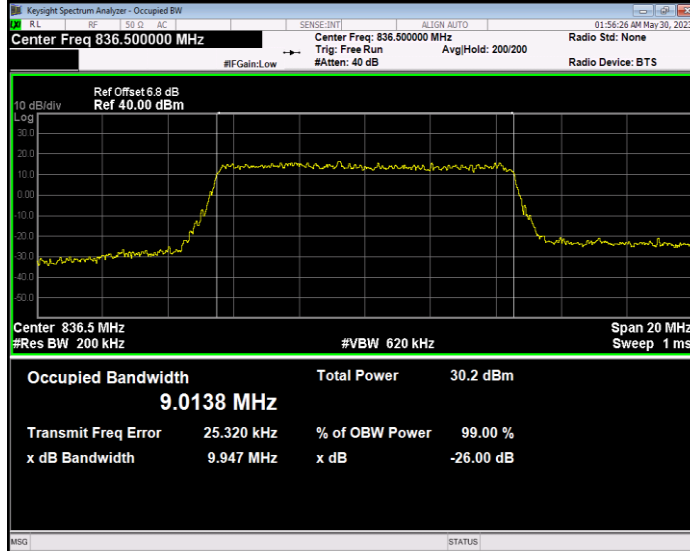 Keysight Spectrum Analyzer - Occupied BW
RL RF 50 Ω AC SENSE:INT ALIGN AUTO 01:56:26 AM May 30, 2023
Center Freq 836.500000 MHz Center Freq: 836.500000 MHz Radio Std: None
Trig: Free Run Avg|Hold: 200/200
#IFGain:Low #Atten: 40 dB Radio Device: BTS
Ref Offset 6.8 dB
10 dB/div Ref 40.00 dBm
Log
30.0
20.0
10.0
0.00
-10.0
-20.0
-30.0
-40.0
-50.0
Center 836.5 MHz Span 20 MHz
#Res BW 200 kHz #VBW 620 kHz Sweep 1 ms
Occupied Bandwidth Total Power 30.2 dBm
9.0138 MHz
Transmit Freq Error 25.320 kHz % of OBW Power 99.00 %
x dB Bandwidth 9.947 MHz x dB -26.00 dB
MSG STATUS